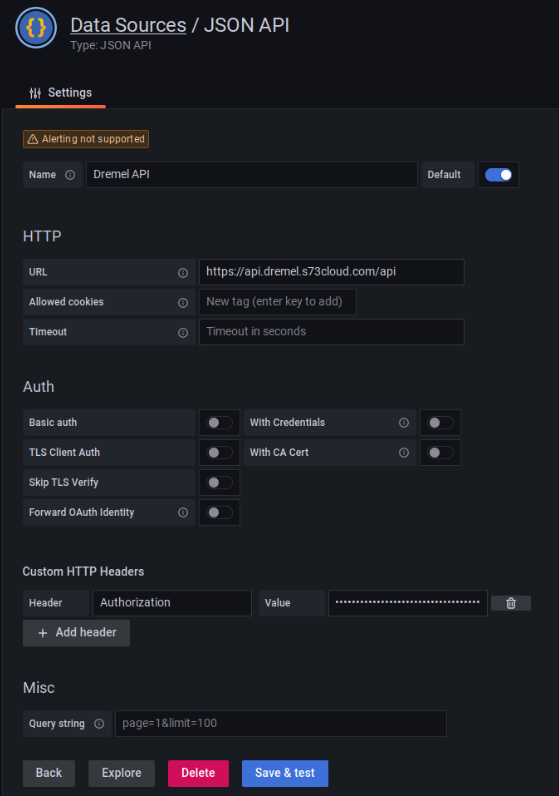 {}
Data Sources / JSON API
Type: JSON API
Settings
Alerting not supported
Name Dremel API Default
HTTP
URL https://api.dremel.s73cloud.com/api
Allowed cookies New tag (enter key to add)
Timeout Timeout in seconds
Auth
Basic auth With Credentials
TLS Client Auth With CA Cert
Skip TLS Verify
Forward OAuth Identity
Custom HTTP Headers
Header Authorization Value ••••••••••••••••••••••••••••••••••••
+ Add header
Misc
Query string page=1&limit=100
Back Explore Delete Save & test